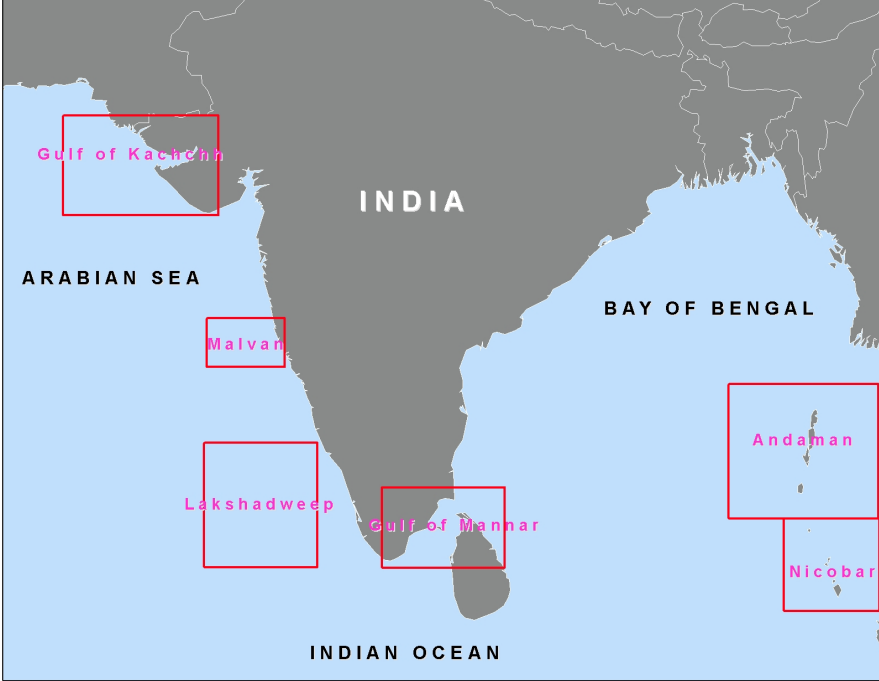 Gulf of Kachchh
INDIA
ARABIAN SEA
BAY OF BENGAL
Malvan
Andaman
Lakshadweep
Gulf of Mannar
Nicobar
INDIAN OCEAN